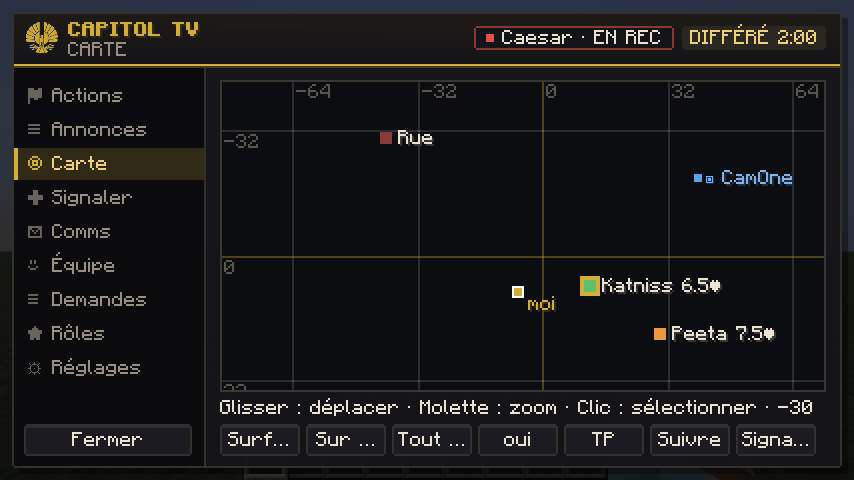 CAPITOL TV
CARTE
Caesar · EN REC
DIFFÉRÉ 2:00
Actions
Annonces
Carte
Signaler
Comms
Équipe
Demandes
Rôles
Réglages
Fermer
-64 -32 0 32 64
-32
Rue
CamOne
0
Katniss 6.5♥
moi
Peeta 7.5♥
Glisser : déplacer · Molette : zoom · Clic : sélectionner · -30
Surf... Sur ... Tout ... oui TP Suivre Signa...